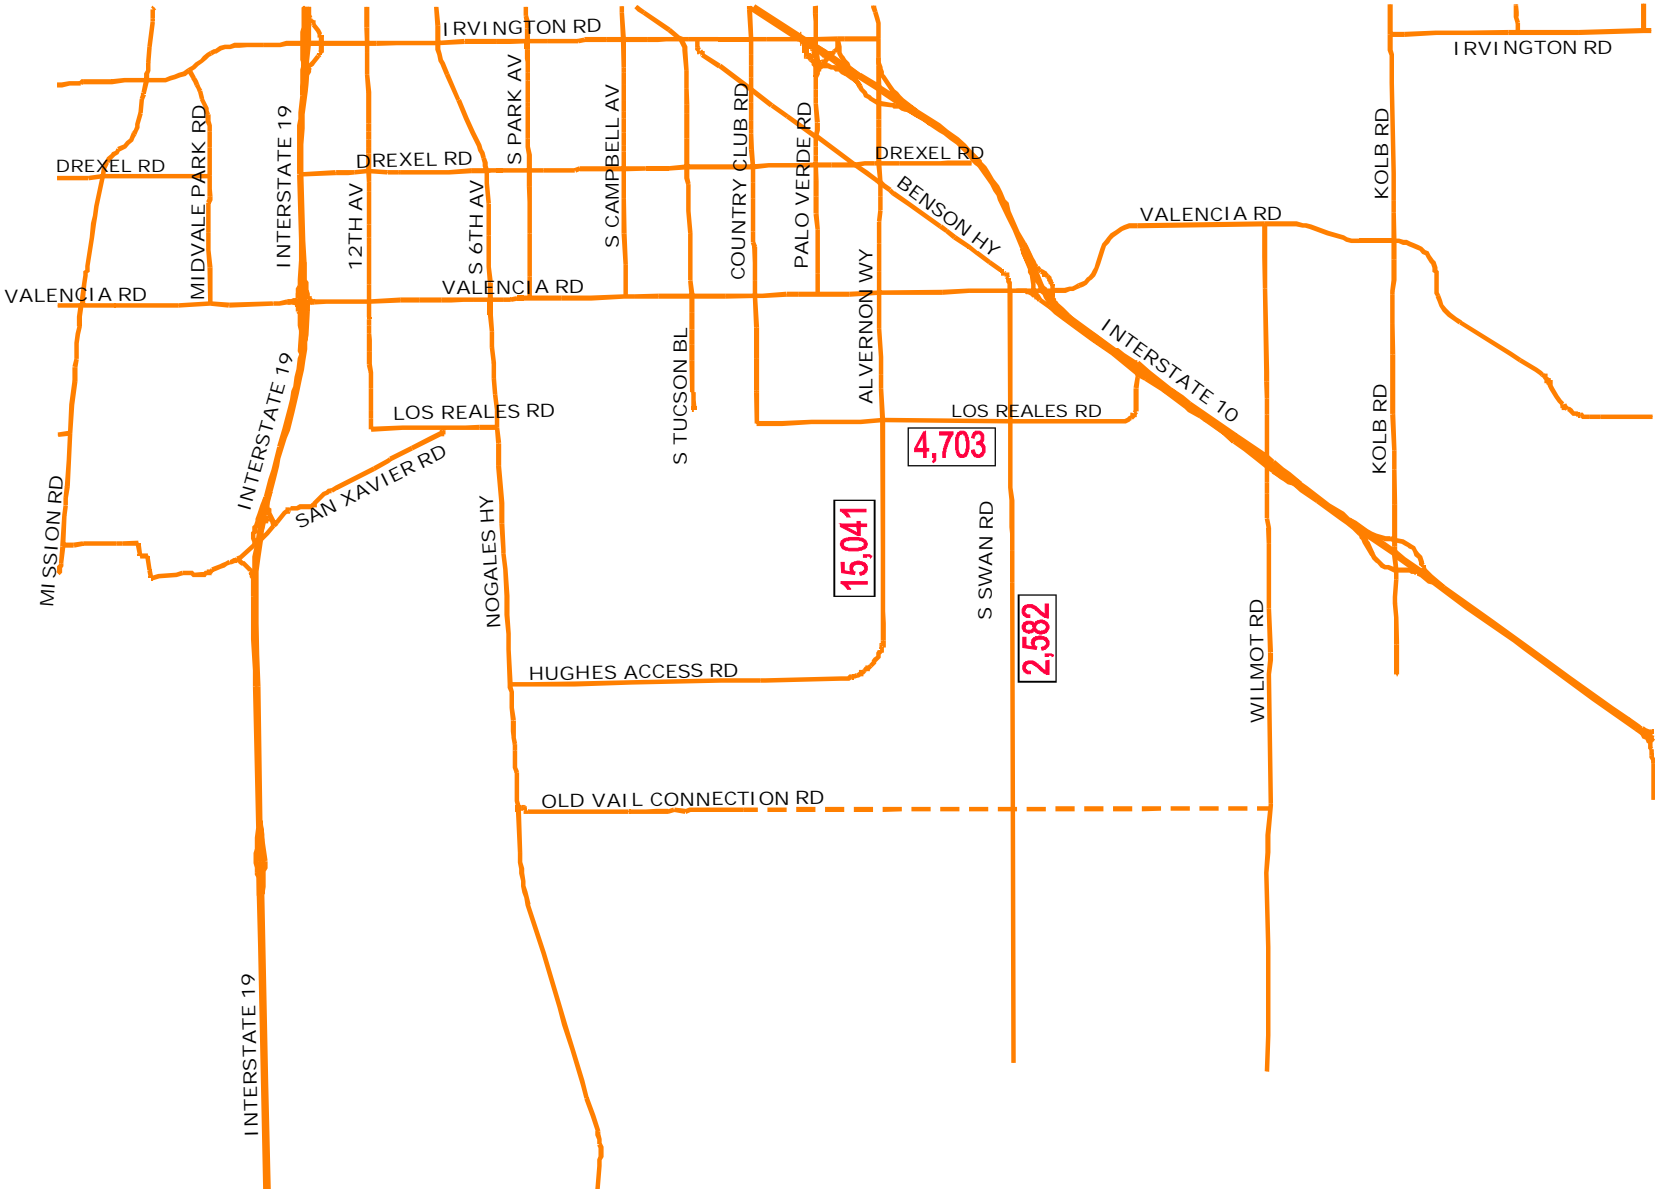 IRVINGTON RD
IRVINGTON RD
S PARK AV
S CAMPBELL AV
COUNTRY CLUB RD
PALO VERDE RD
KOLB RD
MIDVALE PARK RD
INTERSTATE 19
DREXEL RD
DREXEL RD
DREXEL RD
12TH AV
S 6TH AV
BENSON HY
VALENCIA RD
VALENCIA RD
VALENCIA RD
ALVERNON WY
INTERSTATE 19
S TUCSON BL
INTERSTATE 10
KOLB RD
LOS REALES RD
LOS REALES RD
4,703
SAN XAVIER RD
MISSION RD
NOGALES HY
15,041
S SWAN RD
2,582
WILMOT RD
HUGHES ACCESS RD
OLD VAIL CONNECTION RD
INTERSTATE 19